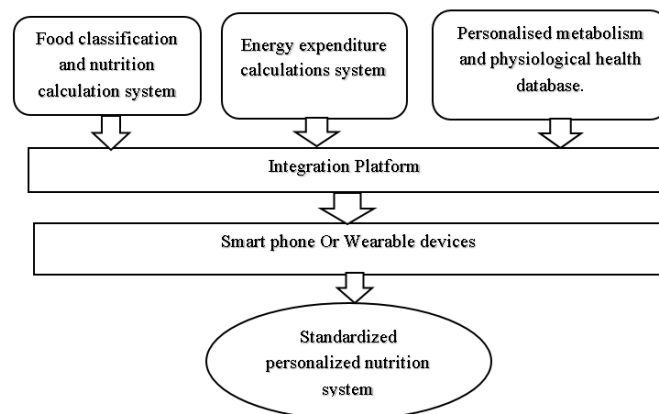 Food classification
and nutrition
calculation system
Energy expenditure
calculations system
Personalised metabolism
and physiological health
database.
Integration Platform
Smart phone Or Wearable devices
Standardized
personalized nutrition
system